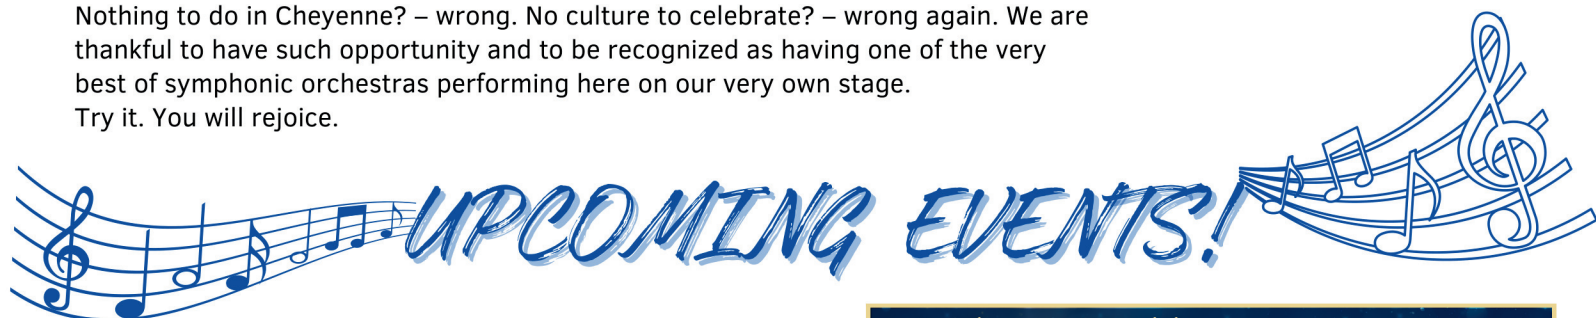 Nothing to do in Cheyenne? – wrong. No culture to celebrate? – wrong again. We are
thankful to have such opportunity and to be recognized as having one of the very
best of symphonic orchestras performing here on our very own stage.
Try it. You will rejoice.
UPCOMING EVENTS!